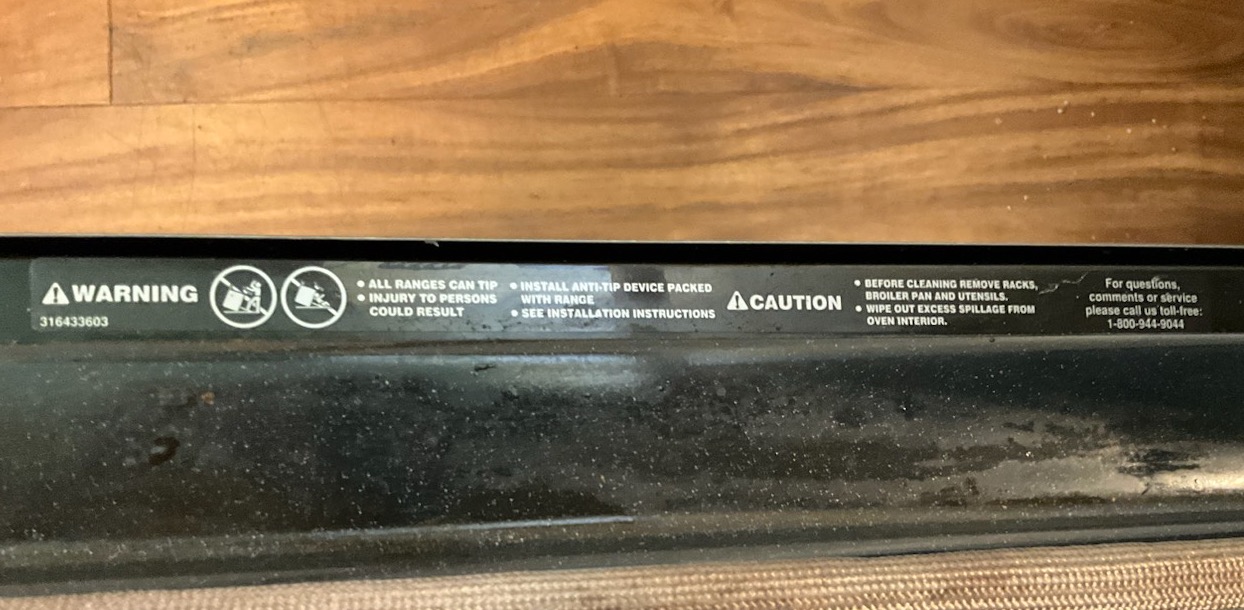 WARNING
316433603
• ALL RANGES CAN TIP
• INJURY TO PERSONS
COULD RESULT
• INSTALL ANTI-TIP DEVICE PACKED
WITH RANGE
• SEE INSTALLATION INSTRUCTIONS
CAUTION
• BEFORE CLEANING REMOVE RACKS,
BROILER PAN AND UTENSILS.
• WIPE OUT EXCESS SPILLAGE FROM
OVEN INTERIOR.
For questions,
comments or service
please call us toll-free:
1-800-944-9044